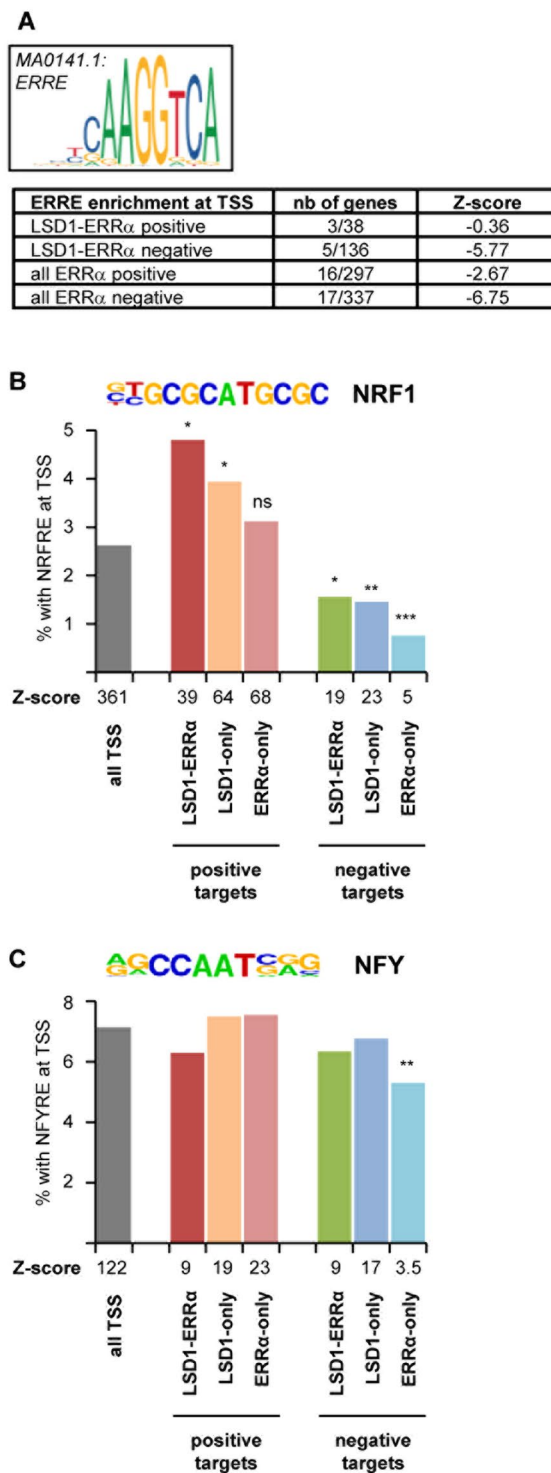 A
MA0141.1:
ERRE
CAAGGTCA
ERRE enrichment at TSS nb of genes Z-score
LSD1-ERRα positive 3/38 -0.36
LSD1-ERRα negative 5/136 -5.77
all ERRα positive 16/297 -2.67
all ERRα negative 17/337 -6.75
B
GCGCATGCGC NRF1
% with NRFRE at TSS
5
4
3
2
1
* * ns * ** ***
Z-score 361 39 64 68 19 23 5
all TSS LSD1-ERRα LSD1-only ERRα-only LSD1-ERRα LSD1-only ERRα-only
positive targets
negative targets
C
CCAAT NFY
% with NFYRE at TSS
8
6
4
2
**
Z-score 122 9 19 23 9 17 3.5
all TSS LSD1-ERRα LSD1-only ERRα-only LSD1-ERRα LSD1-only ERRα-only
positive targets
negative targets